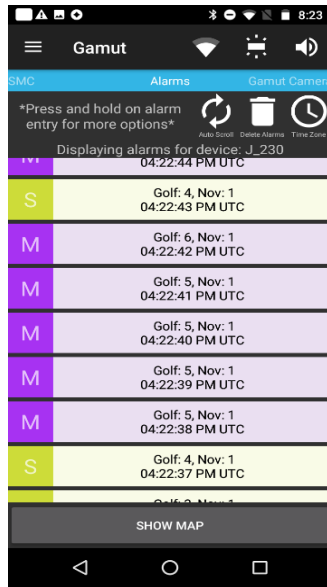 8:23
Gamut
SMC
Alarms
Gamut Camer
*Press and hold on alarm
entry for more options*
Auto Scroll
Delete Alarms
Time Zone
Displaying alarms for device: J_230
M
04:22:44 PM UTC
S
Golf: 4, Nov: 1
04:22:43 PM UTC
M
Golf: 6, Nov: 1
04:22:42 PM UTC
M
Golf: 5, Nov: 1
04:22:41 PM UTC
M
Golf: 5, Nov: 1
04:22:40 PM UTC
M
Golf: 5, Nov: 1
04:22:39 PM UTC
M
Golf: 5, Nov: 1
04:22:38 PM UTC
S
Golf: 4, Nov: 1
04:22:37 PM UTC
SHOW MAP